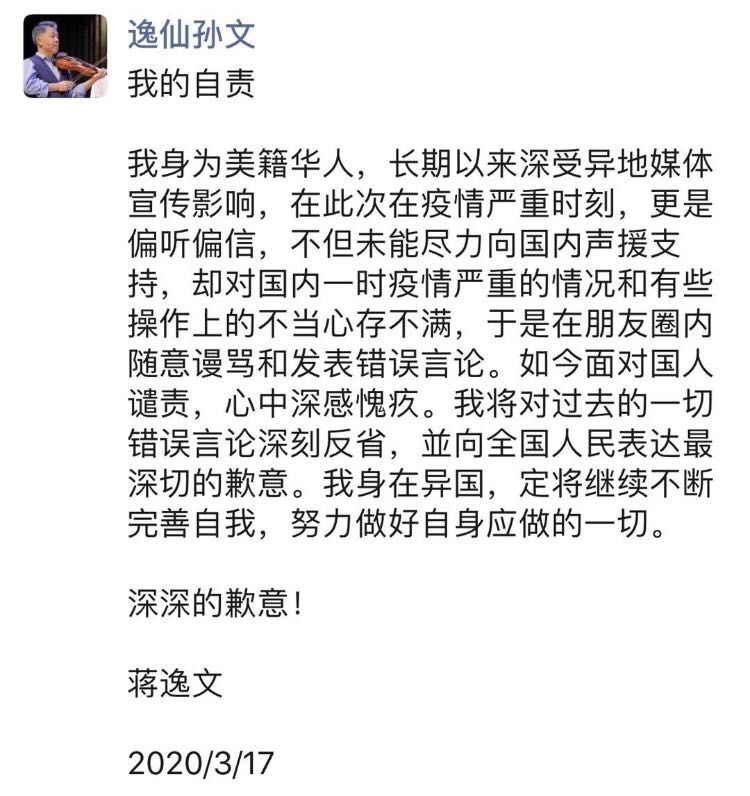 逸仙孙文
我的自责
我身为美籍华人，长期以来深受异地媒体
宣传影响，在此次在疫情严重时刻，更是
偏听偏信，不但未能尽力向国内声援支
持，却对国内一时疫情严重的情况和有些
操作上的不当心存不满，于是在朋友圈内
随意谩骂和发表错误言论。如今面对国人
谴责，心中深感愧疚。我将对过去的一切
错误言论深刻反省，並向全国人民表达最
深切的歉意。我身在异国，定将继续不断
完善自我，努力做好自身应做的一切。
深深的歉意！
蒋逸文
2020/3/17